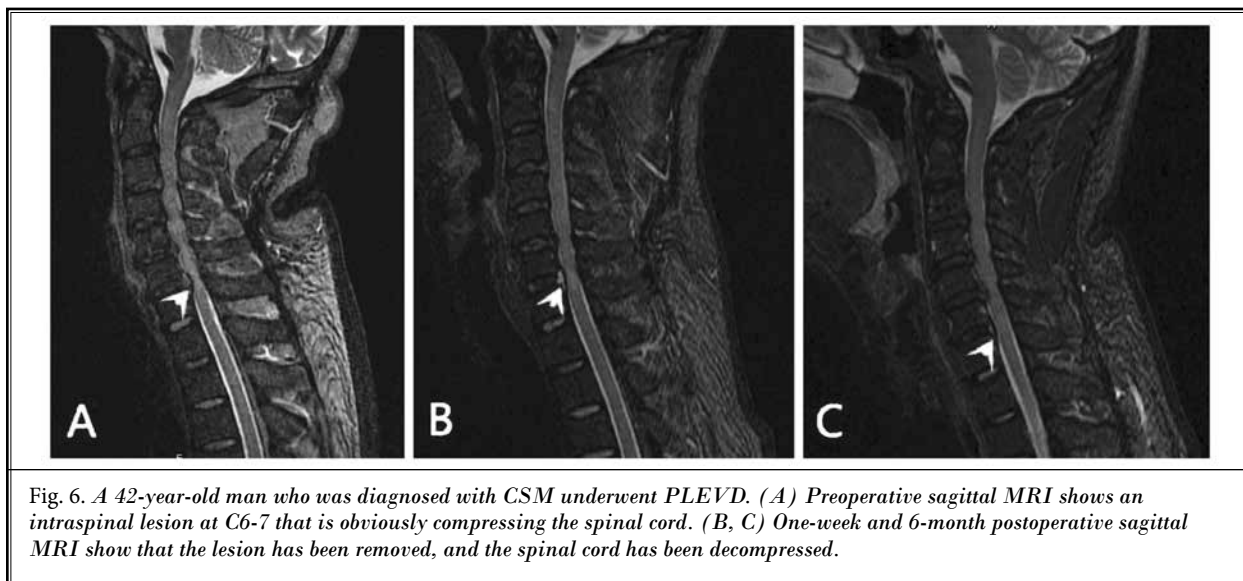 A
B
C
Fig. 6. A 42-year-old man who was diagnosed with CSM underwent PLEVD. (A) Preoperative sagittal MRI shows an
intraspinal lesion at C6-7 that is obviously compressing the spinal cord. (B, C) One-week and 6-month postoperative sagittal
MRI show that the lesion has been removed, and the spinal cord has been decompressed.